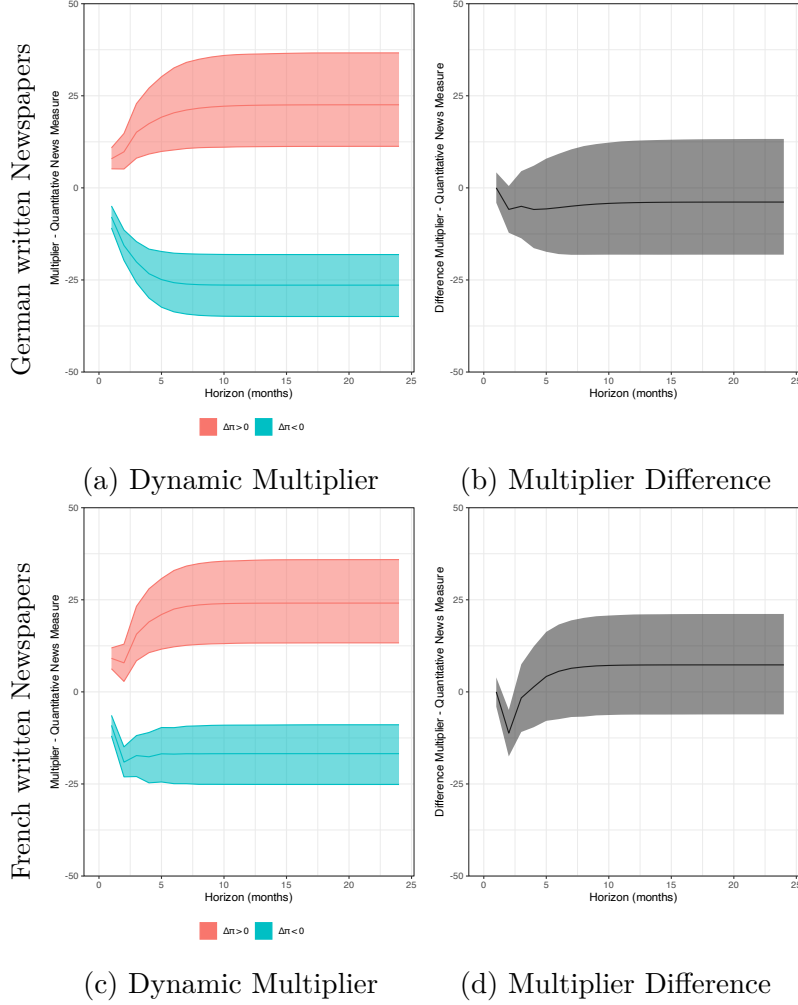 German written Newspapers
Multiplier - Quantitative News Measure
50
25
0
-25
-50
0 5 10 15 20 25
Horizon (months)
Δπ>0 Δπ<0
(a) Dynamic Multiplier
Difference Multiplier - Quantitative News Measure
50
25
0
-25
-50
0 5 10 15 20 25
Horizon (months)
(b) Multiplier Difference
French written Newspapers
Multiplier - Quantitative News Measure
50
25
0
-25
-50
0 5 10 15 20 25
Horizon (months)
Δπ>0 Δπ<0
(c) Dynamic Multiplier
Difference Multiplier - Quantitative News Measure
50
25
0
-25
-50
0 5 10 15 20 25
Horizon (months)
(d) Multiplier Difference